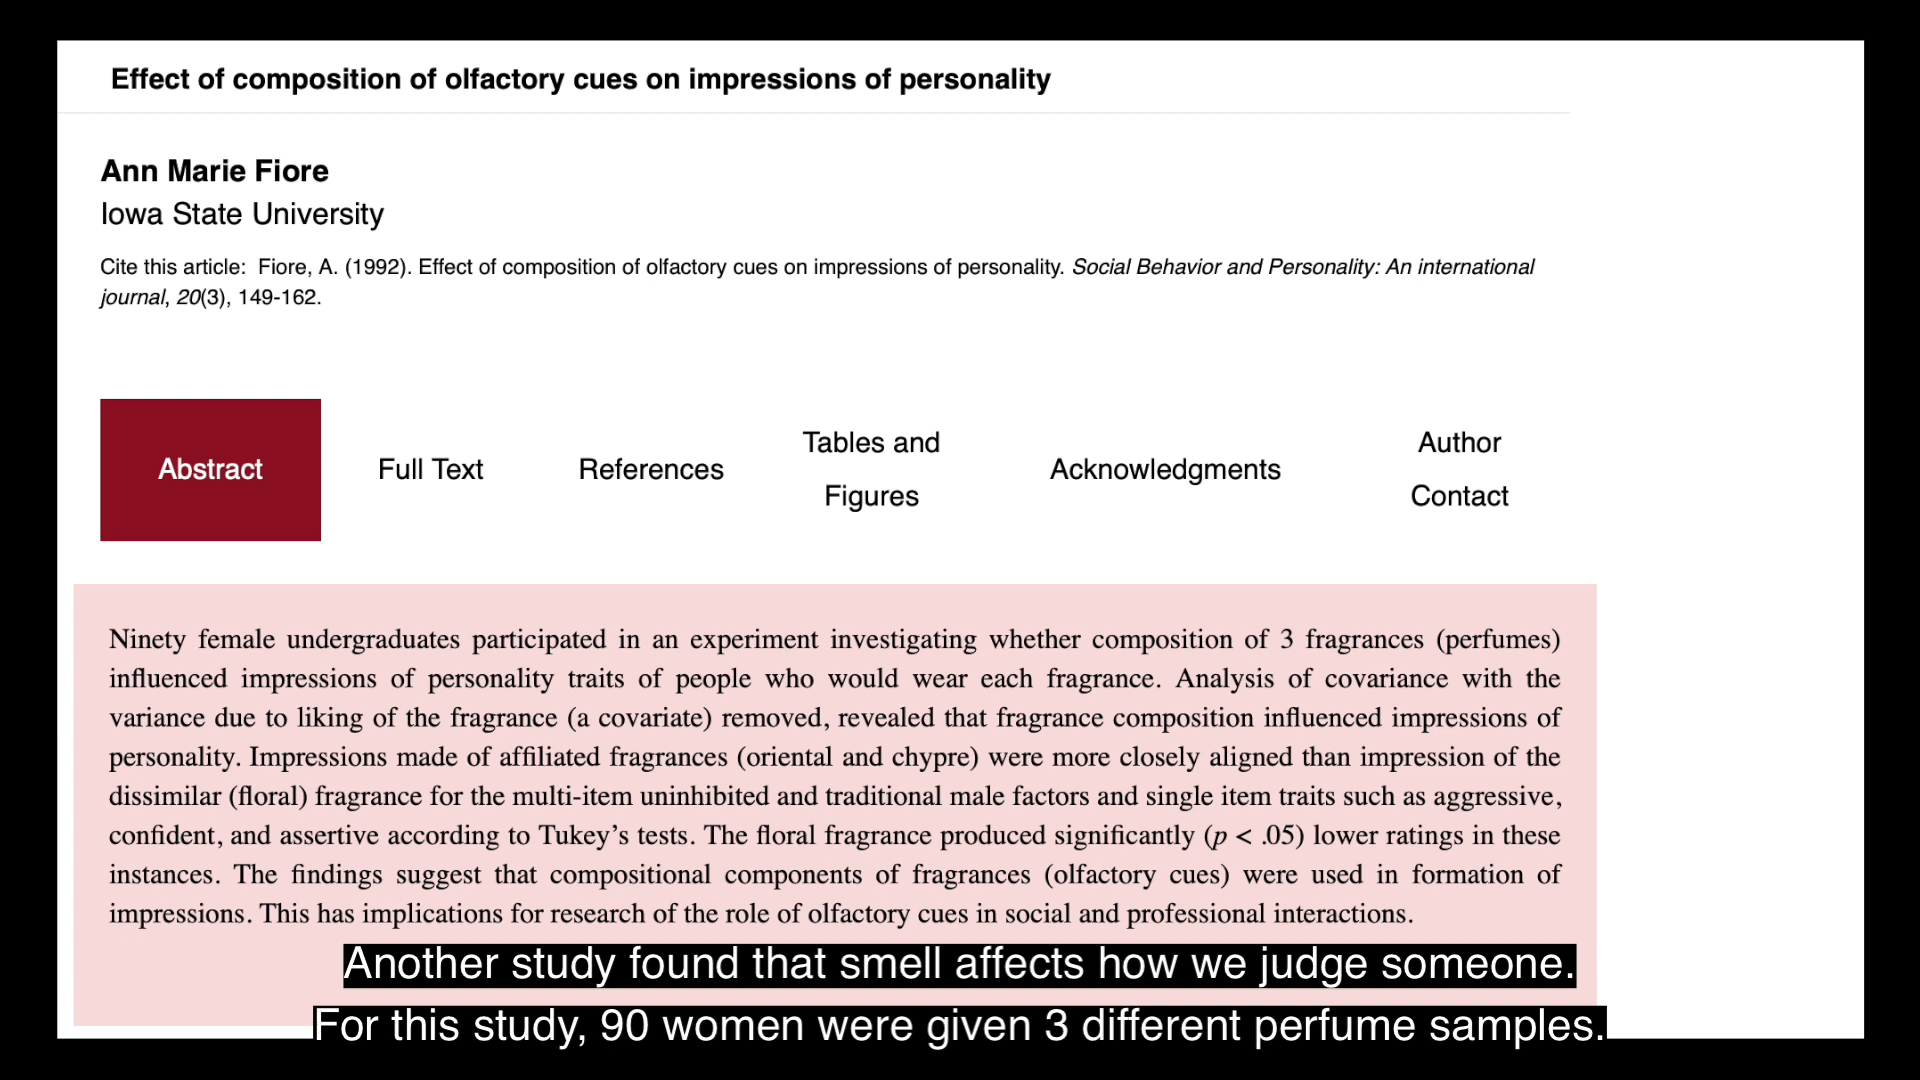 Effect of composition of olfactory cues on impressions of personality
Ann Marie Fiore
Iowa State University
Cite this article:  Fiore, A. (1992). Effect of composition of olfactory cues on impressions of personality. Social Behavior and Personality: An international
journal, 20(3), 149-162.
Abstract
Full Text
References
Tables and
Figures
Acknowledgments
Author
Contact
Ninety female undergraduates participated in an experiment investigating whether composition of 3 fragrances (perfumes)
influenced impressions of personality traits of people who would wear each fragrance. Analysis of covariance with the
variance due to liking of the fragrance (a covariate) removed, revealed that fragrance composition influenced impressions of
personality. Impressions made of affiliated fragrances (oriental and chypre) were more closely aligned than impression of the
dissimilar (floral) fragrance for the multi-item uninhibited and traditional male factors and single item traits such as aggressive,
confident, and assertive according to Tukey’s tests. The floral fragrance produced significantly (p < .05) lower ratings in these
instances. The findings suggest that compositional components of fragrances (olfactory cues) were used in formation of
impressions. This has implications for research of the role of olfactory cues in social and professional interactions.
Another study found that smell affects how we judge someone.
For this study, 90 women were given 3 different perfume samples.